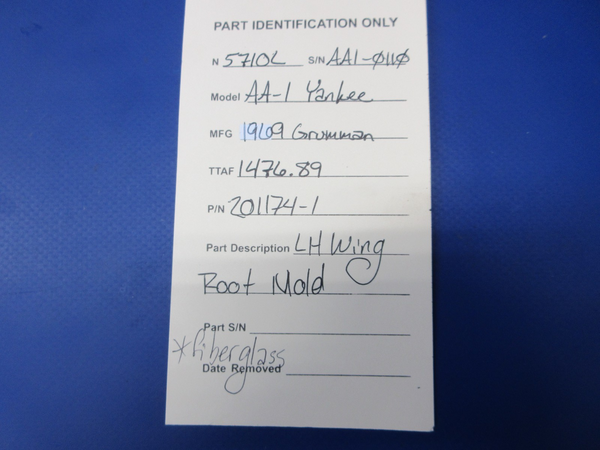 PART IDENTIFICATION ONLY
N 5710L S/N AA1-0110
Model AA-1 Yankee
MFG 1969 Grumman
TTAF 1476.89
P/N 201174-1
Part Description LH Wing
Root Mold
Part S/N
*fiberglass
Date Removed